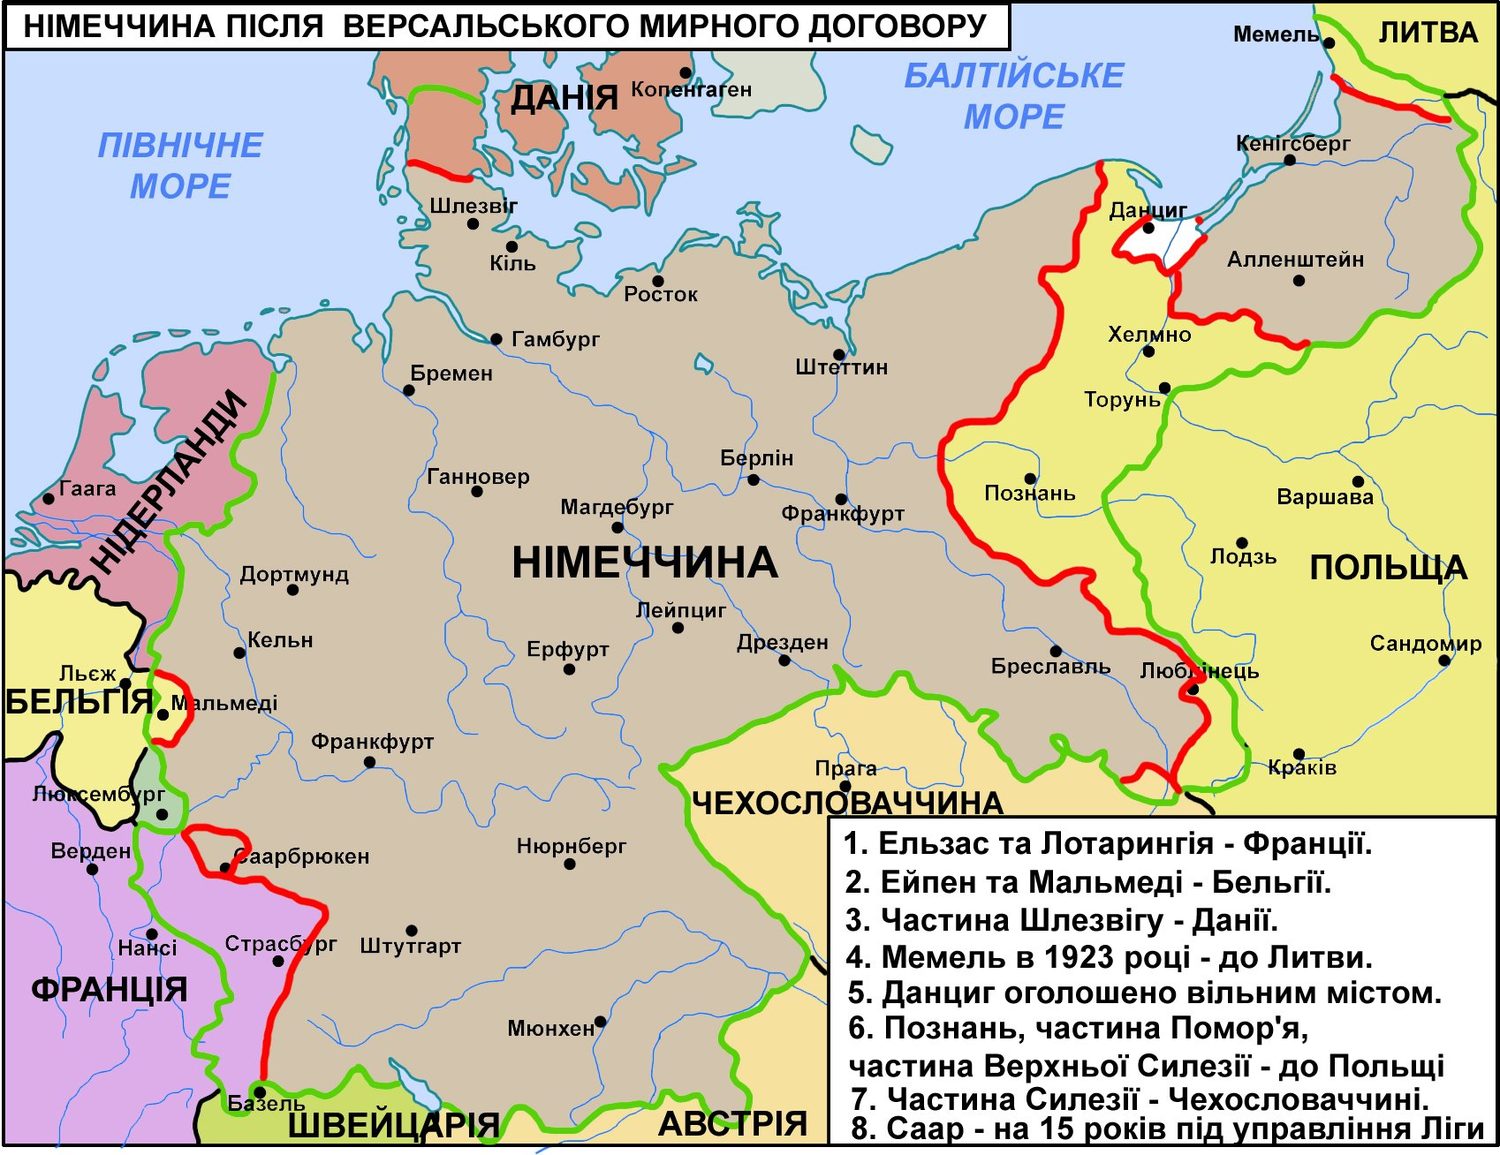 НІМЕЧЧИНА ПІСЛЯ ВЕРСАЛЬСЬКОГО МИРНОГО ДОГОВОРУ
Мемель
ЛИТВА
ДАНІЯ
Копенгаген
БАЛТІЙСЬКЕ
МОРЕ
ПІВНІЧНЕ
МОРЕ
Кенігсберг
Шлезвіг
Данциг
Кіль
Алленштейн
Росток
Гамбург
Хелмно
Штеттин
Бремен
Торунь
НІДЕРЛАНДИ
Гаага
Ганновер
Берлін
Магдебург
Франкфурт
Познань
Варшава
НІМЕЧЧИНА
Лодзь
ПОЛЬЩА
Дортмунд
Лейпциг
Кельн
Ерфурт
Дрезден
Бреславль
Люблінець
Сандомир
Льєж
БЕЛЬГІЯ
Мальмеді
Франкфурт
Прага
Краків
Люксембург
ЧЕХОСЛОВАЧЧИНА
Верден
Саарбрюкен
Нюрнберг
Нансі
Страсбург
Штутгарт
ФРАНЦІЯ
Мюнхен
Базель
ШВЕЙЦАРІЯ
АВСТРІЯ
1. Ельзас та Лотарингія - Франції.
2. Ейпен та Мальмеді - Бельгії.
3. Частина Шлезвігу - Данії.
4. Мемель в 1923 році - до Литви.
5. Данциг оголошено вільним містом.
6. Познань, частина Помор'я,
частина Верхньої Силезії - до Польщі
7. Частина Силезії - Чехословаччині.
8. Саар - на 15 років під управління Ліги